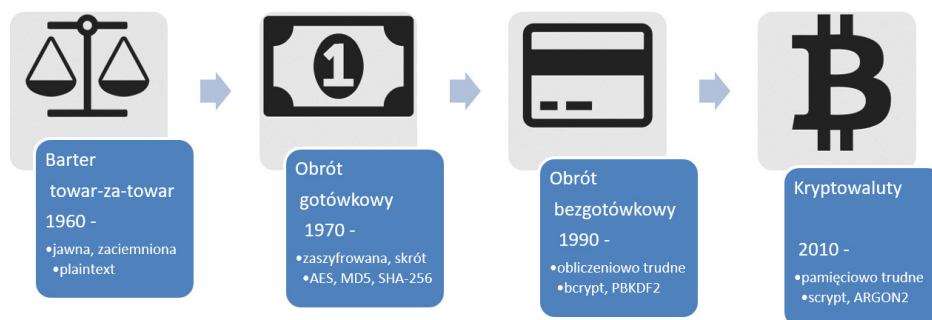 1
Barter
towar-za-towar
1960 -
•jawna, zaciemniona
•plaintext
Obrót
gotówkowy
1970 -
•zaszyfrowana, skrót
•AES, MD5, SHA-256
Obrót
bezgotówkowy
1990 -
•obliczeniowo trudne
•bcrypt, PBKDF2
Kryptowaluty
2010 -
•pamięciowo trudne
•scrypt, ARGON2